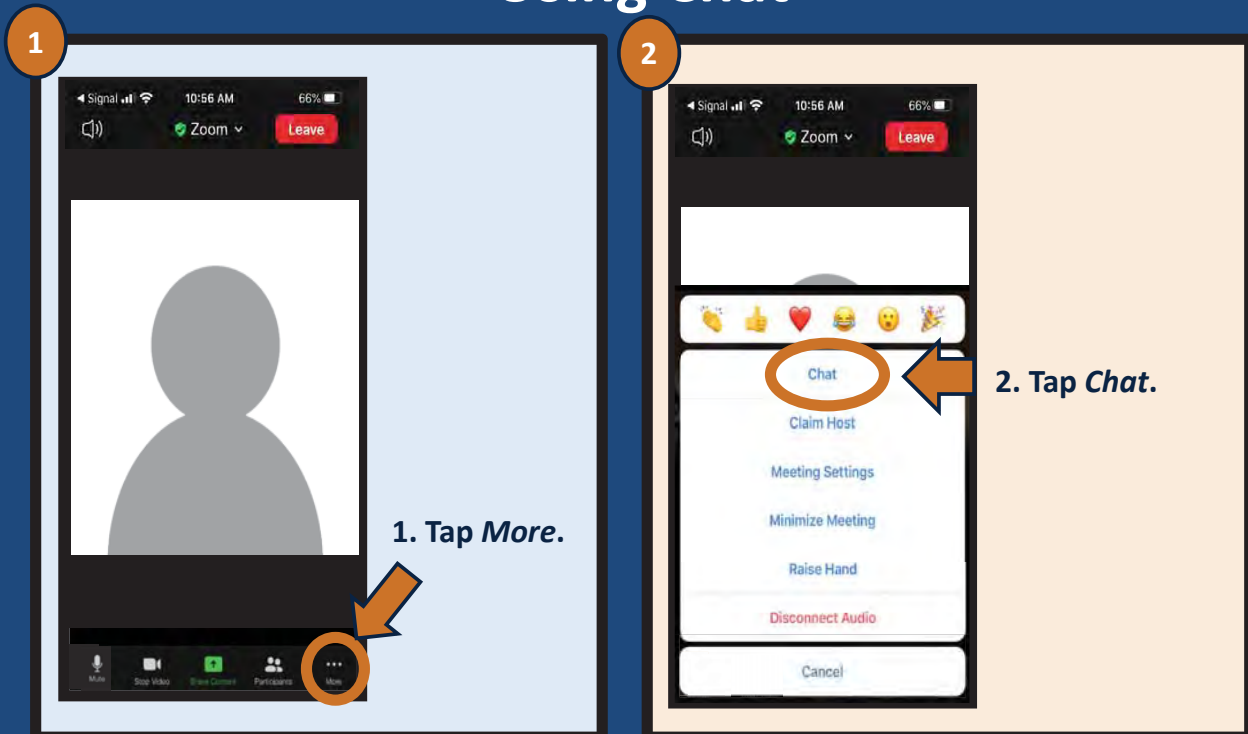 Using Chat
1
◄ Signal 10:56 AM 66%
Zoom
Leave
1. Tap More.
Mute
Stop Video
Share Content
Participants
More
2
◄ Signal 10:56 AM 66%
Zoom
Leave
Chat
2. Tap Chat.
Claim Host
Meeting Settings
Minimize Meeting
Raise Hand
Disconnect Audio
Cancel